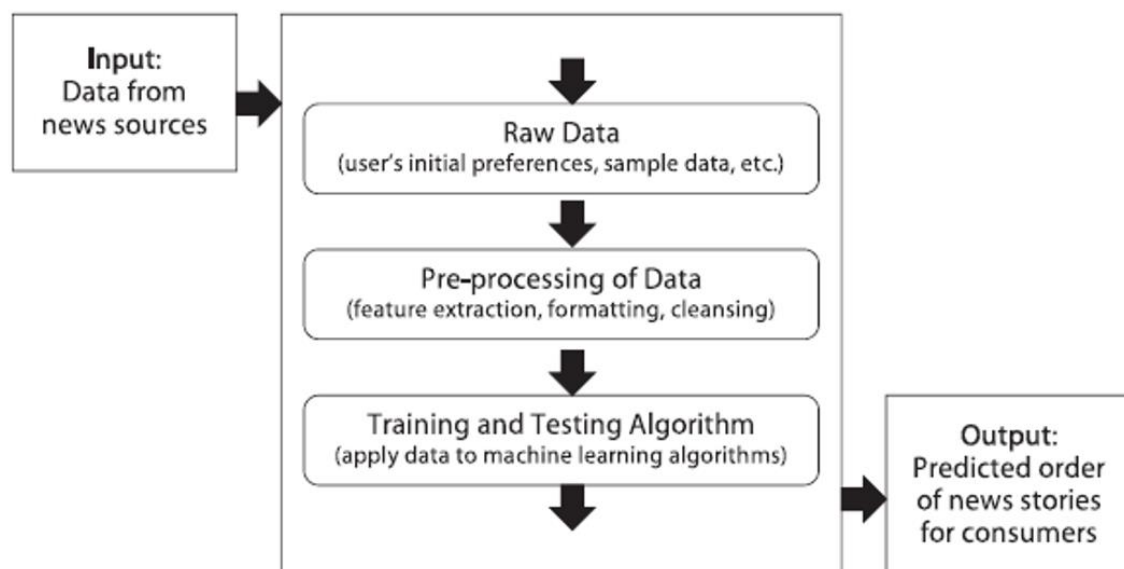 Input:
Data from
news sources
Raw Data
(user's initial preferences, sample data, etc.)
Pre-processing of Data
(feature extraction, formatting, cleansing)
Training and Testing Algorithm
(apply data to machine learning algorithms)
Output:
Predicted order
of news stories
for consumers